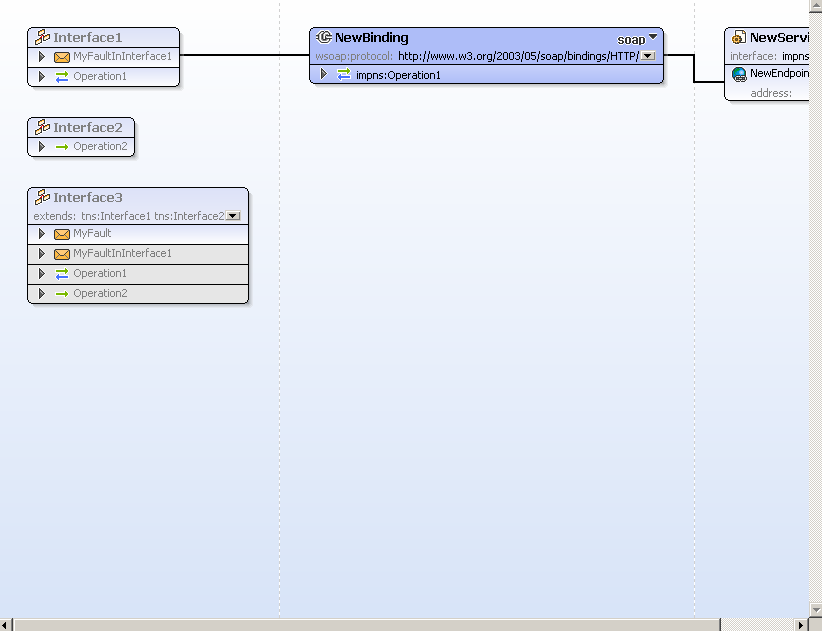 Interface1
MyFaultInInterface1
Operation1
Interface2
Operation2
Interface3
extends: tns:Interface1 tns:Interface2
MyFault
MyFaultInInterface1
Operation1
Operation2
NewBinding soap
wsoap:protocol: http://www.w3.org/2003/05/soap/bindings/HTTP/
impns:Operation1
NewServi
interface: impns
NewEndpoin
address: